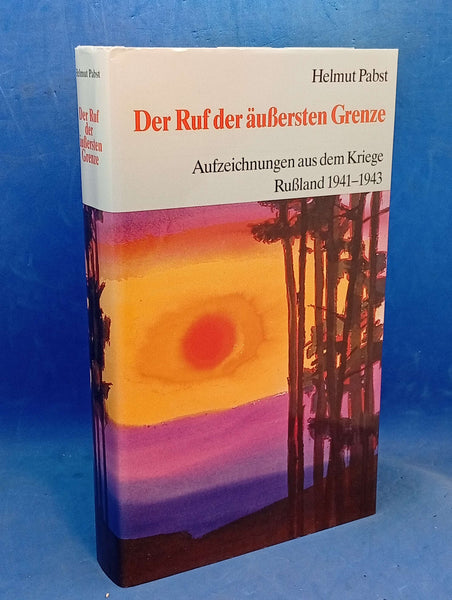 Helmut Pabst
Der Ruf
der
äußersten
Grenze
Helmut Pabst
Der Ruf der äußersten Grenze
Aufzeichnungen aus dem Kriege
Rußland 1941–1943